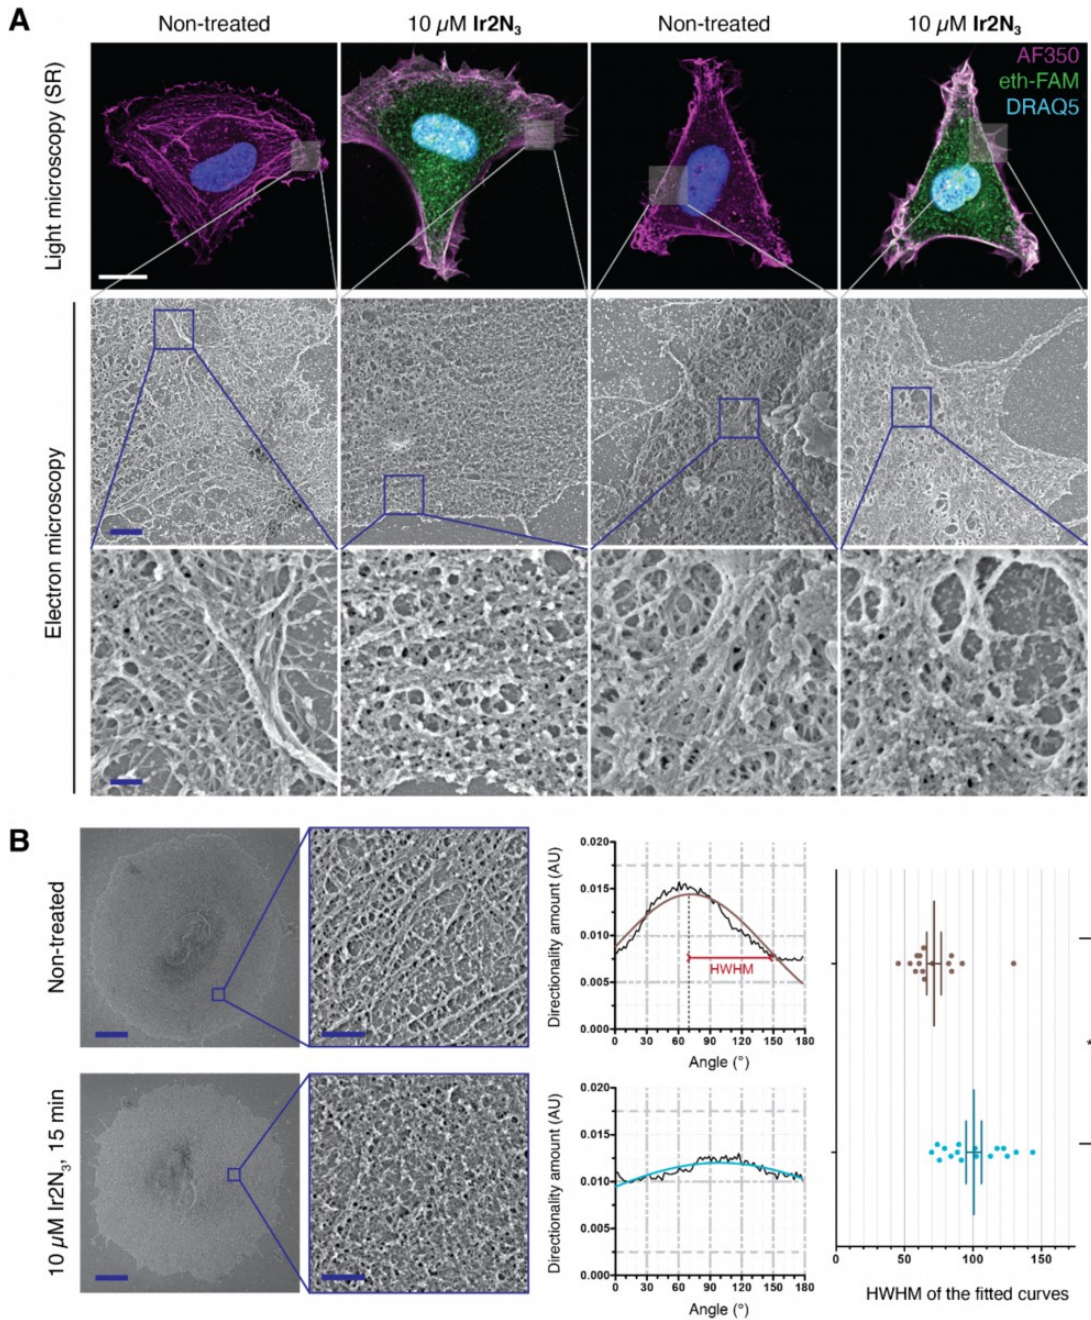 A
Non-treated
10 µM Ir2N₃
Non-treated
10 µM Ir2N₃
Light microscopy (SR)
AF350
eth-FAM
DRAQ5
Electron microscopy
B
Non-treated
10 µM Ir2N₃, 15 min
Directionality amount (AU)
0.020
0.015
0.010
0.005
0.000
HWHM
0 30 60 90 120 150 180
Angle (°)
Directionality amount (AU)
0.020
0.015
0.010
0.005
0.000
0 30 60 90 120 150 180
Angle (°)
*
0 50 100 150
HWHM of the fitted curves